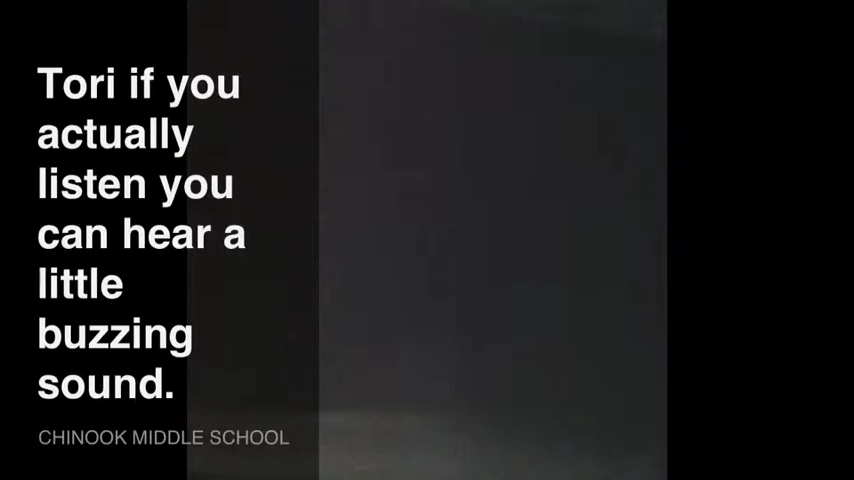 Tori if you
actually
listen you
can hear a
little
buzzing
sound.
CHINOOK MIDDLE SCHOOL